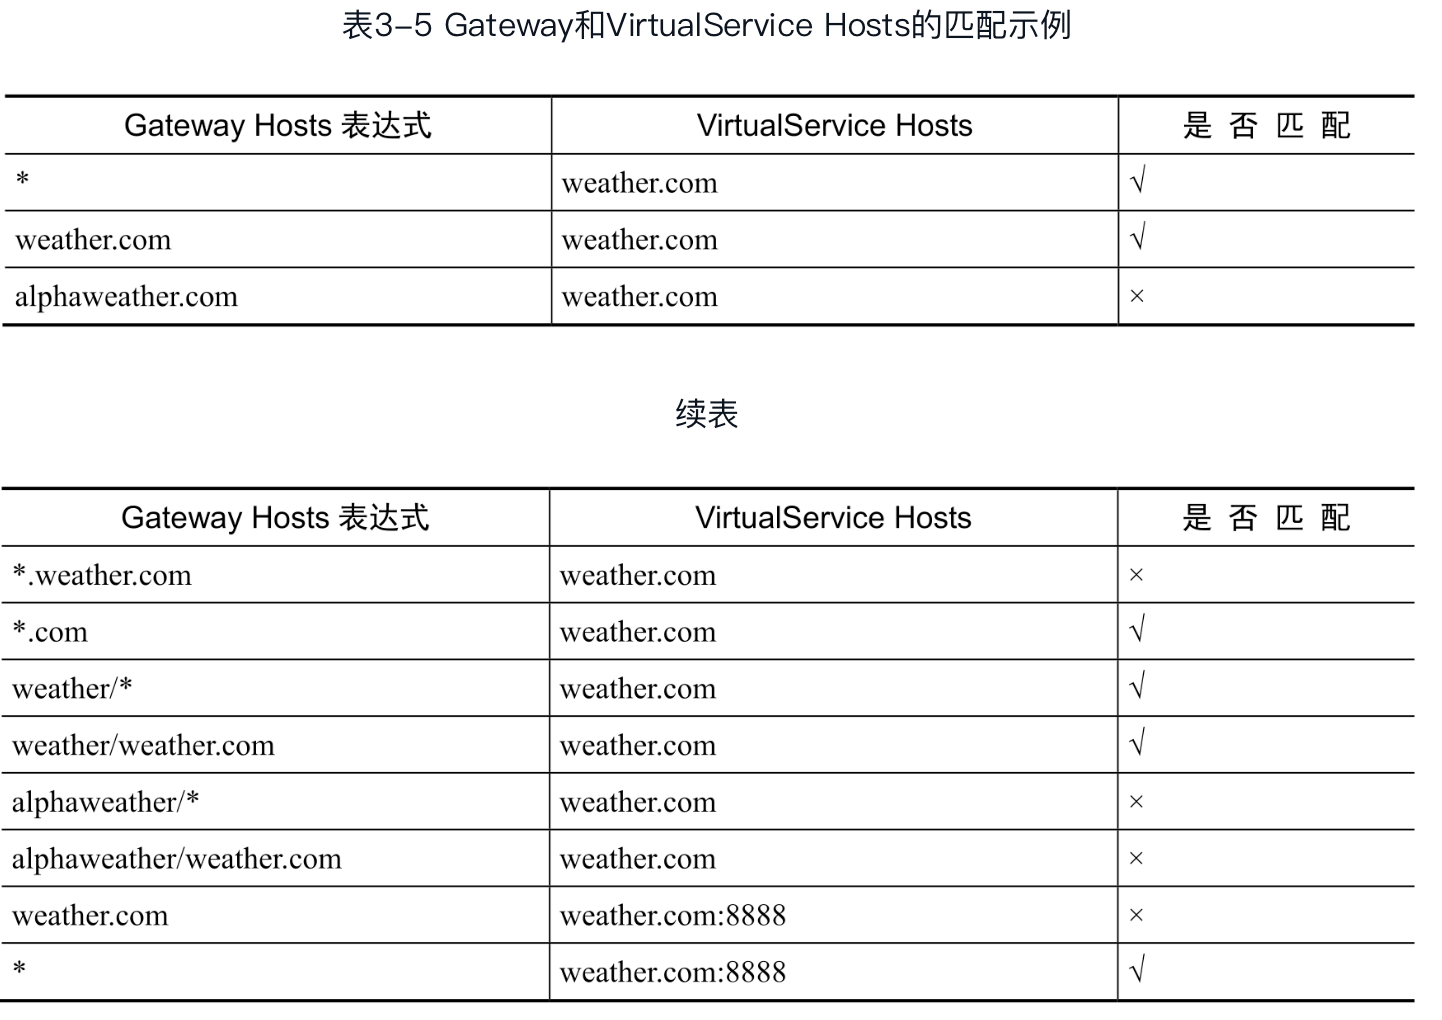 表3-5 Gateway和VirtualService Hosts的匹配示例
Gateway Hosts 表达式 VirtualService Hosts 是 否 匹 配
* weather.com √
weather.com weather.com √
alphaweather.com weather.com ×
续表
Gateway Hosts 表达式 VirtualService Hosts 是 否 匹 配
*.weather.com weather.com ×
*.com weather.com √
weather/* weather.com √
weather/weather.com weather.com √
alphaweather/* weather.com ×
alphaweather/weather.com weather.com ×
weather.com weather.com:8888 ×
* weather.com:8888 √